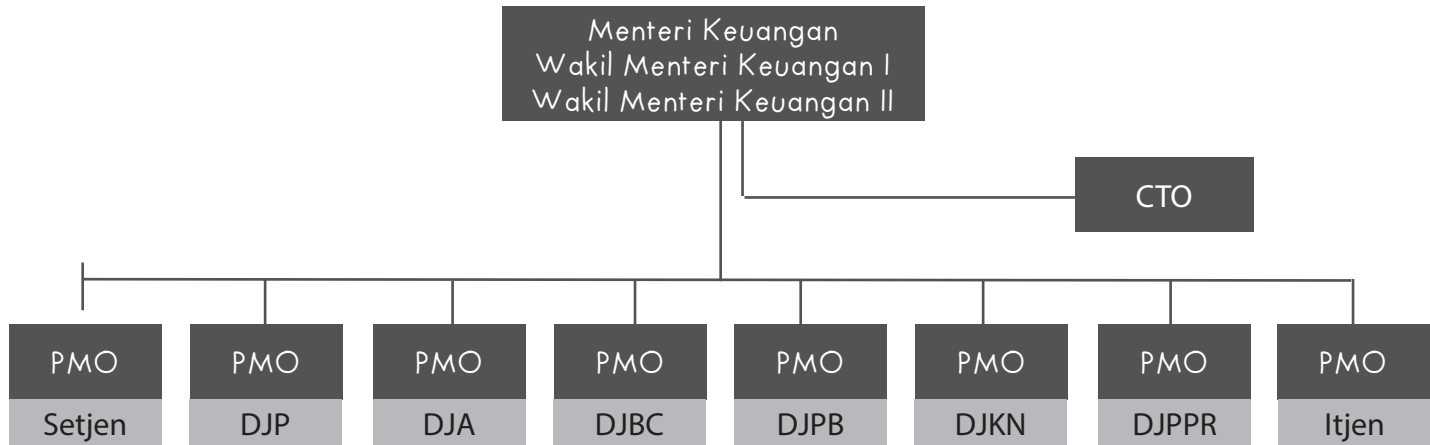 Menteri Keuangan
Wakil Menteri Keuangan I
Wakil Menteri Keuangan II
CTO
PMO PMO PMO PMO PMO PMO PMO PMO
Setjen DJP DJA DJBC DJPB DJKN DJPPR Itjen